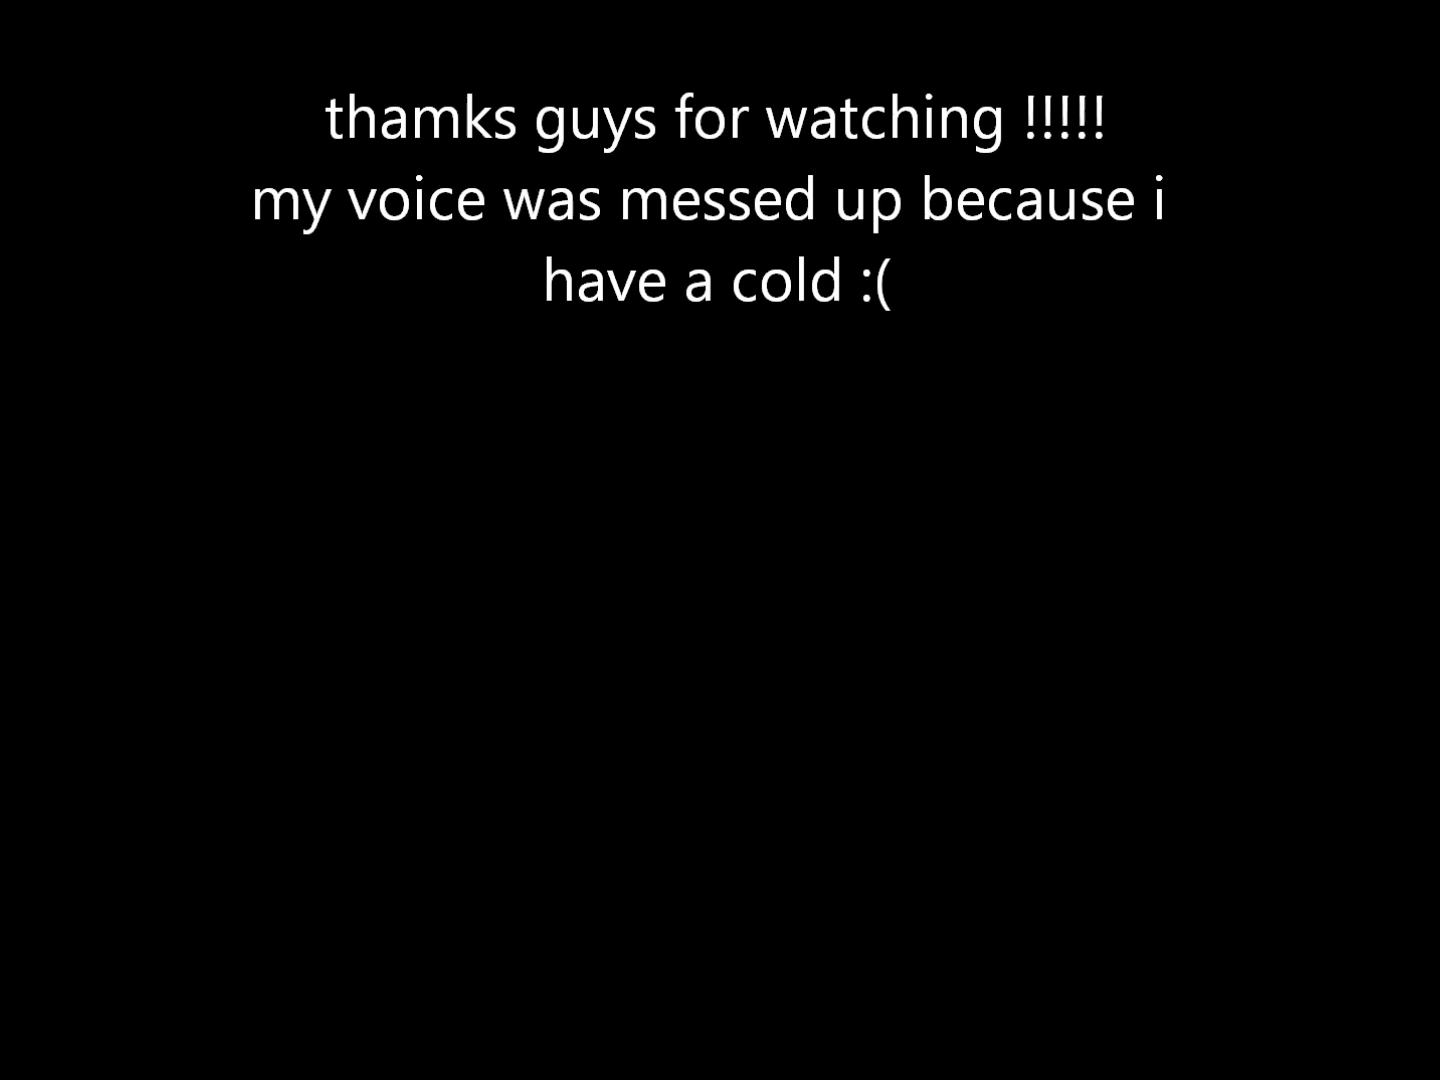 thamks guys for watching !!!!!
my voice was messed up because i
have a cold :(